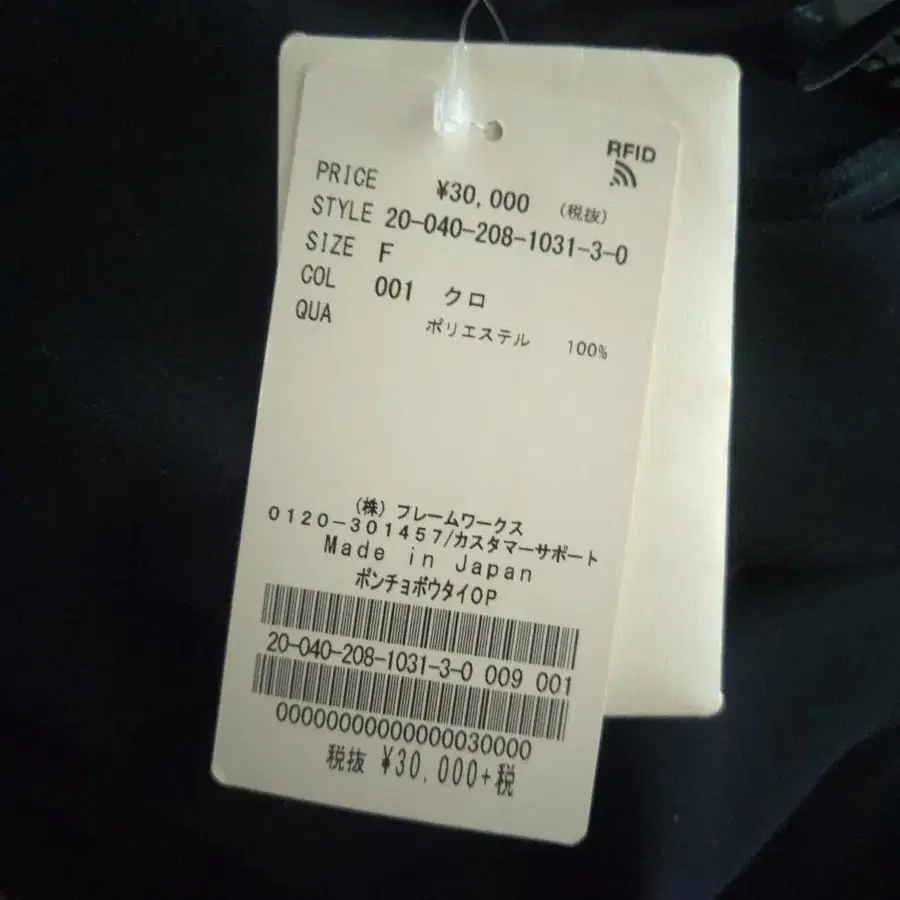 RFID
PRICE ¥30,000 (税抜)
STYLE 20-040-208-1031-3-0
SIZE F
COL 001 クロ
QUA ポリエステル 100%
(株) フレームワークス
0120-301457/カスタマーサポート
Made in Japan
ポンチョボウタイOP
20-040-208-1031-3-0 009 001
00000000000000030000
税抜 ¥30,000+税